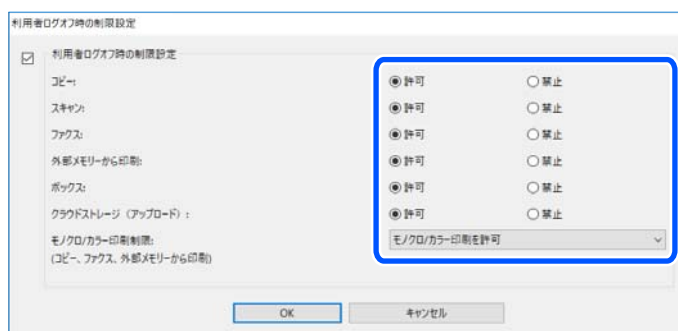 利用者ログオフ時の制限設定
利用者ログオフ時の制限設定
コピー: 許可 禁止
スキャン: 許可 禁止
ファクス: 許可 禁止
外部メモリーから印刷: 許可 禁止
ボックス: 許可 禁止
クラウドストレージ（アップロード）: 許可 禁止
モノクロ/カラー印刷制限: モノクロ/カラー印刷を許可
(コピー、ファクス、外部メモリーから印刷)
OK キャンセル